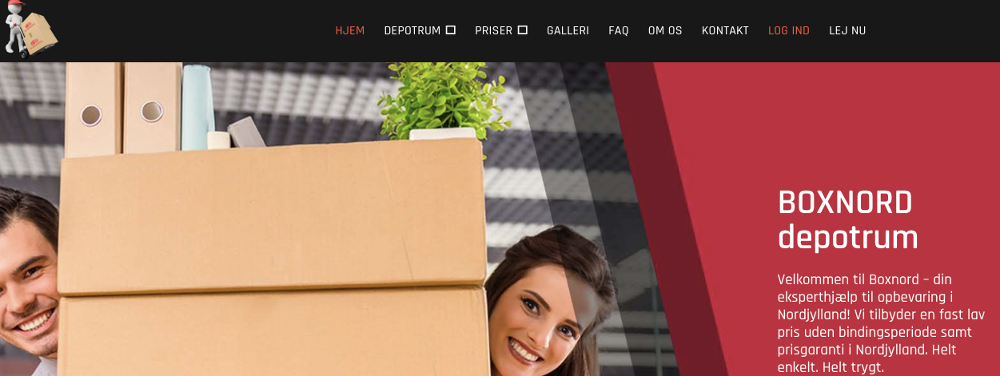 HJEM DEPOTRUM PRISER GALLERI FAQ OM OS KONTAKT LOG IND LEJ NU
BOXNORD
depotrum
Velkommen til Boxnord – din
eksperthjælp til opbevaring i
Nordjylland! Vi tilbyder en fast lav
pris uden bindingsperiode samt
prisgaranti i Nordjylland. Helt
enkelt. Helt trygt.